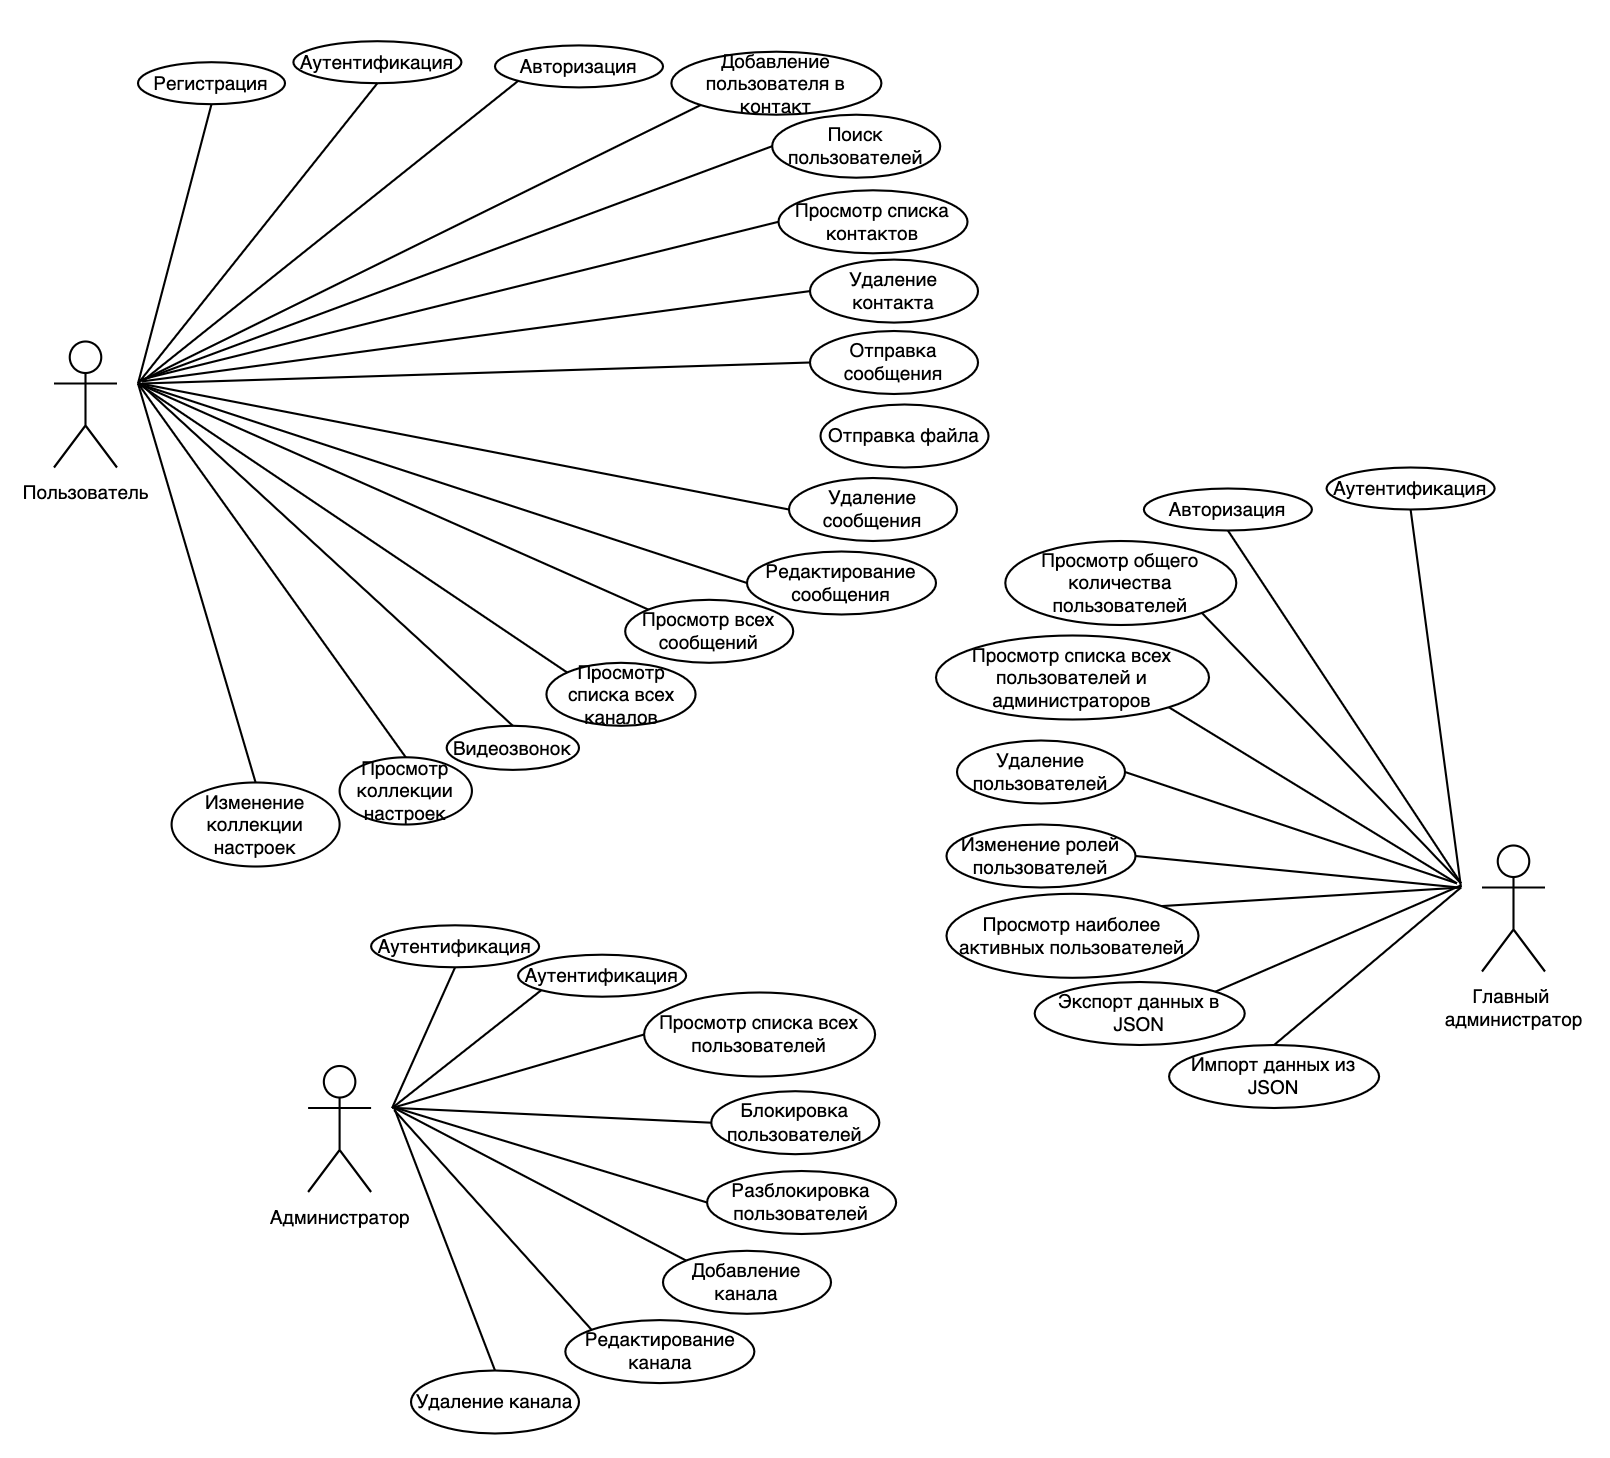 Регистрация
Аутентификация
Авторизация
Добавление
пользователя в
контакт
Поиск
пользователей
Просмотр списка
контактов
Удаление
контакта
Отправка
сообщения
Отправка файла
Удаление
сообщения
Редактирование
сообщения
Просмотр всех
сообщений
Просмотр
списка всех
каналов
Видеозвонок
Просмотр
коллекции
настроек
Изменение
коллекции
настроек
Пользователь
Аутентификация
Авторизация
Просмотр общего
количества
пользователей
Просмотр списка всех
пользователей и
администраторов
Удаление
пользователей
Изменение ролей
пользователей
Просмотр наиболее
активных пользователей
Экспорт данных в
JSON
Импорт данных из
JSON
Главный
администратор
Аутентификация
Аутентификация
Просмотр списка всех
пользователей
Блокировка
пользователей
Разблокировка
пользователей
Добавление
канала
Редактирование
канала
Удаление канала
Администратор